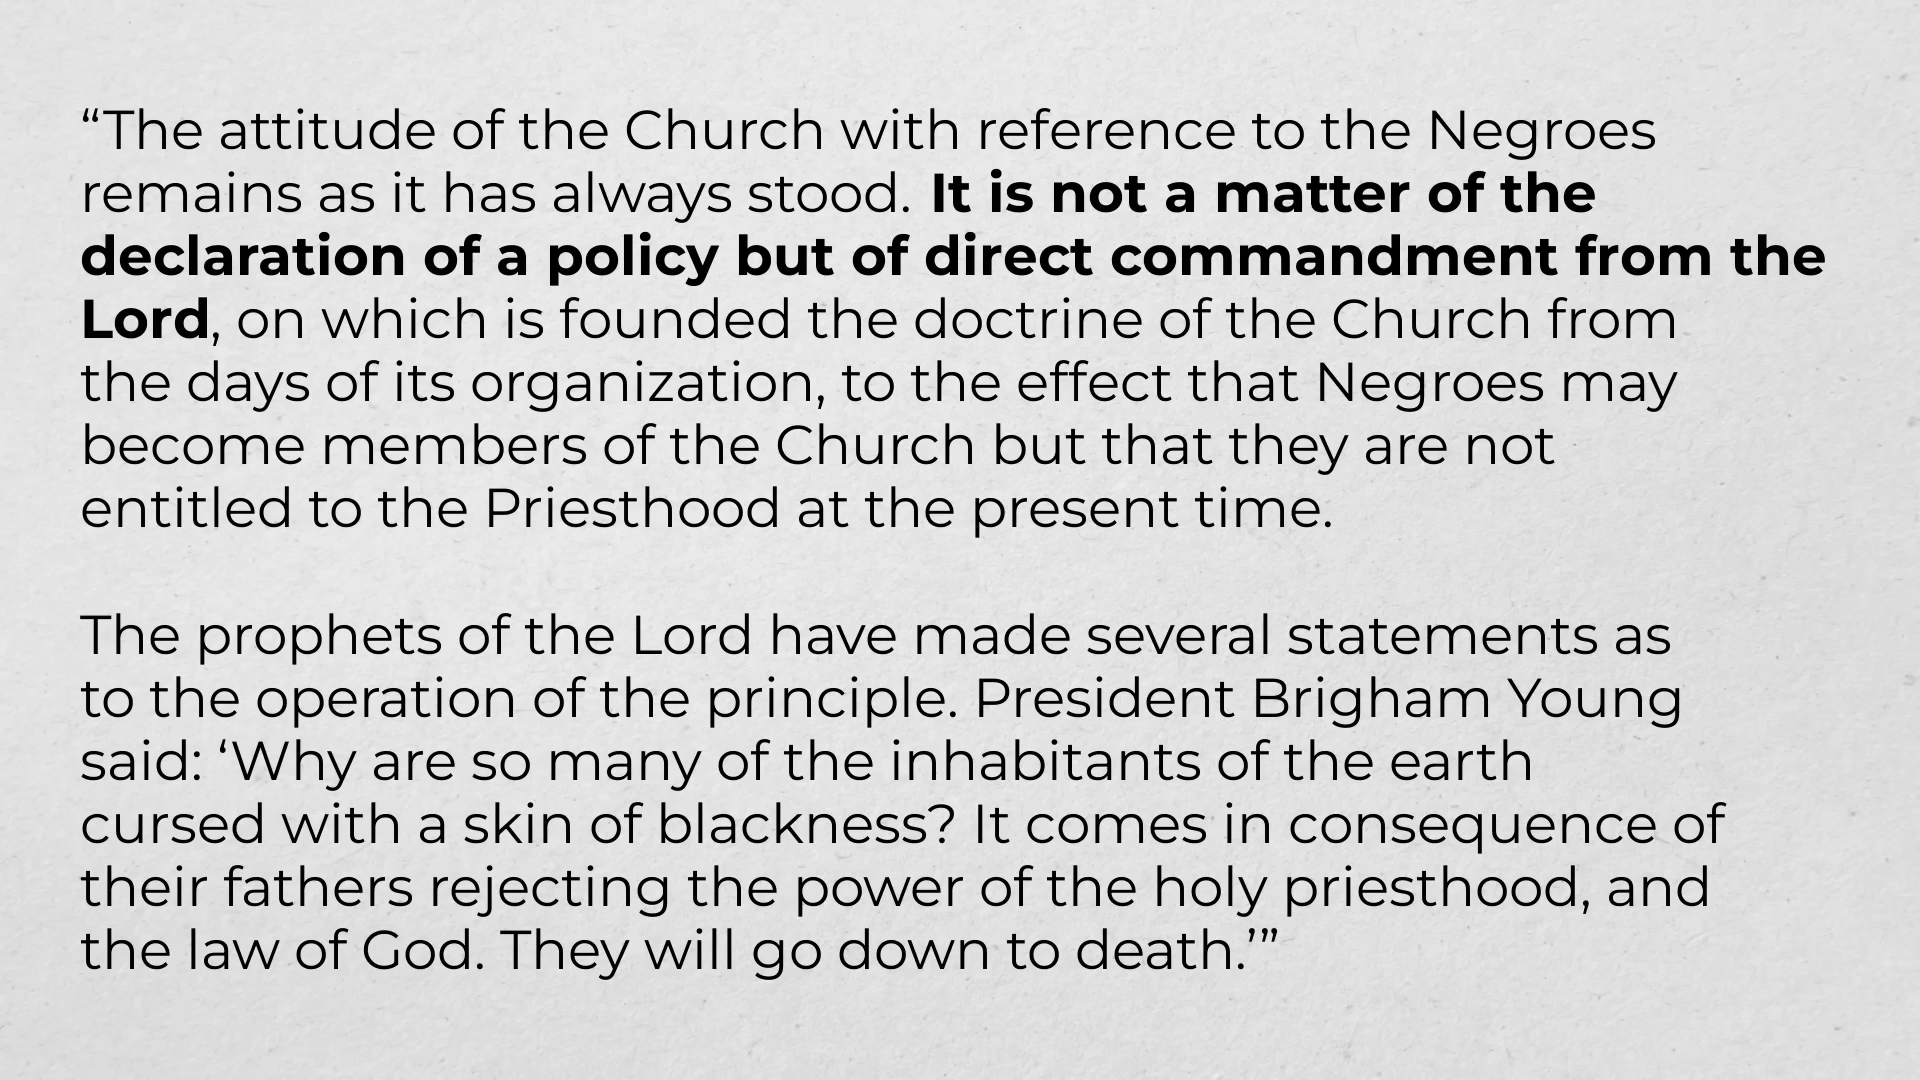 “The attitude of the Church with reference to the Negroes
remains as it has always stood. It is not a matter of the
declaration of a policy but of direct commandment from the
Lord, on which is founded the doctrine of the Church from
the days of its organization, to the effect that Negroes may
become members of the Church but that they are not
entitled to the Priesthood at the present time.
The prophets of the Lord have made several statements as
to the operation of the principle. President Brigham Young
said: ‘Why are so many of the inhabitants of the earth
cursed with a skin of blackness? It comes in consequence of
their fathers rejecting the power of the holy priesthood, and
the law of God. They will go down to death.’”